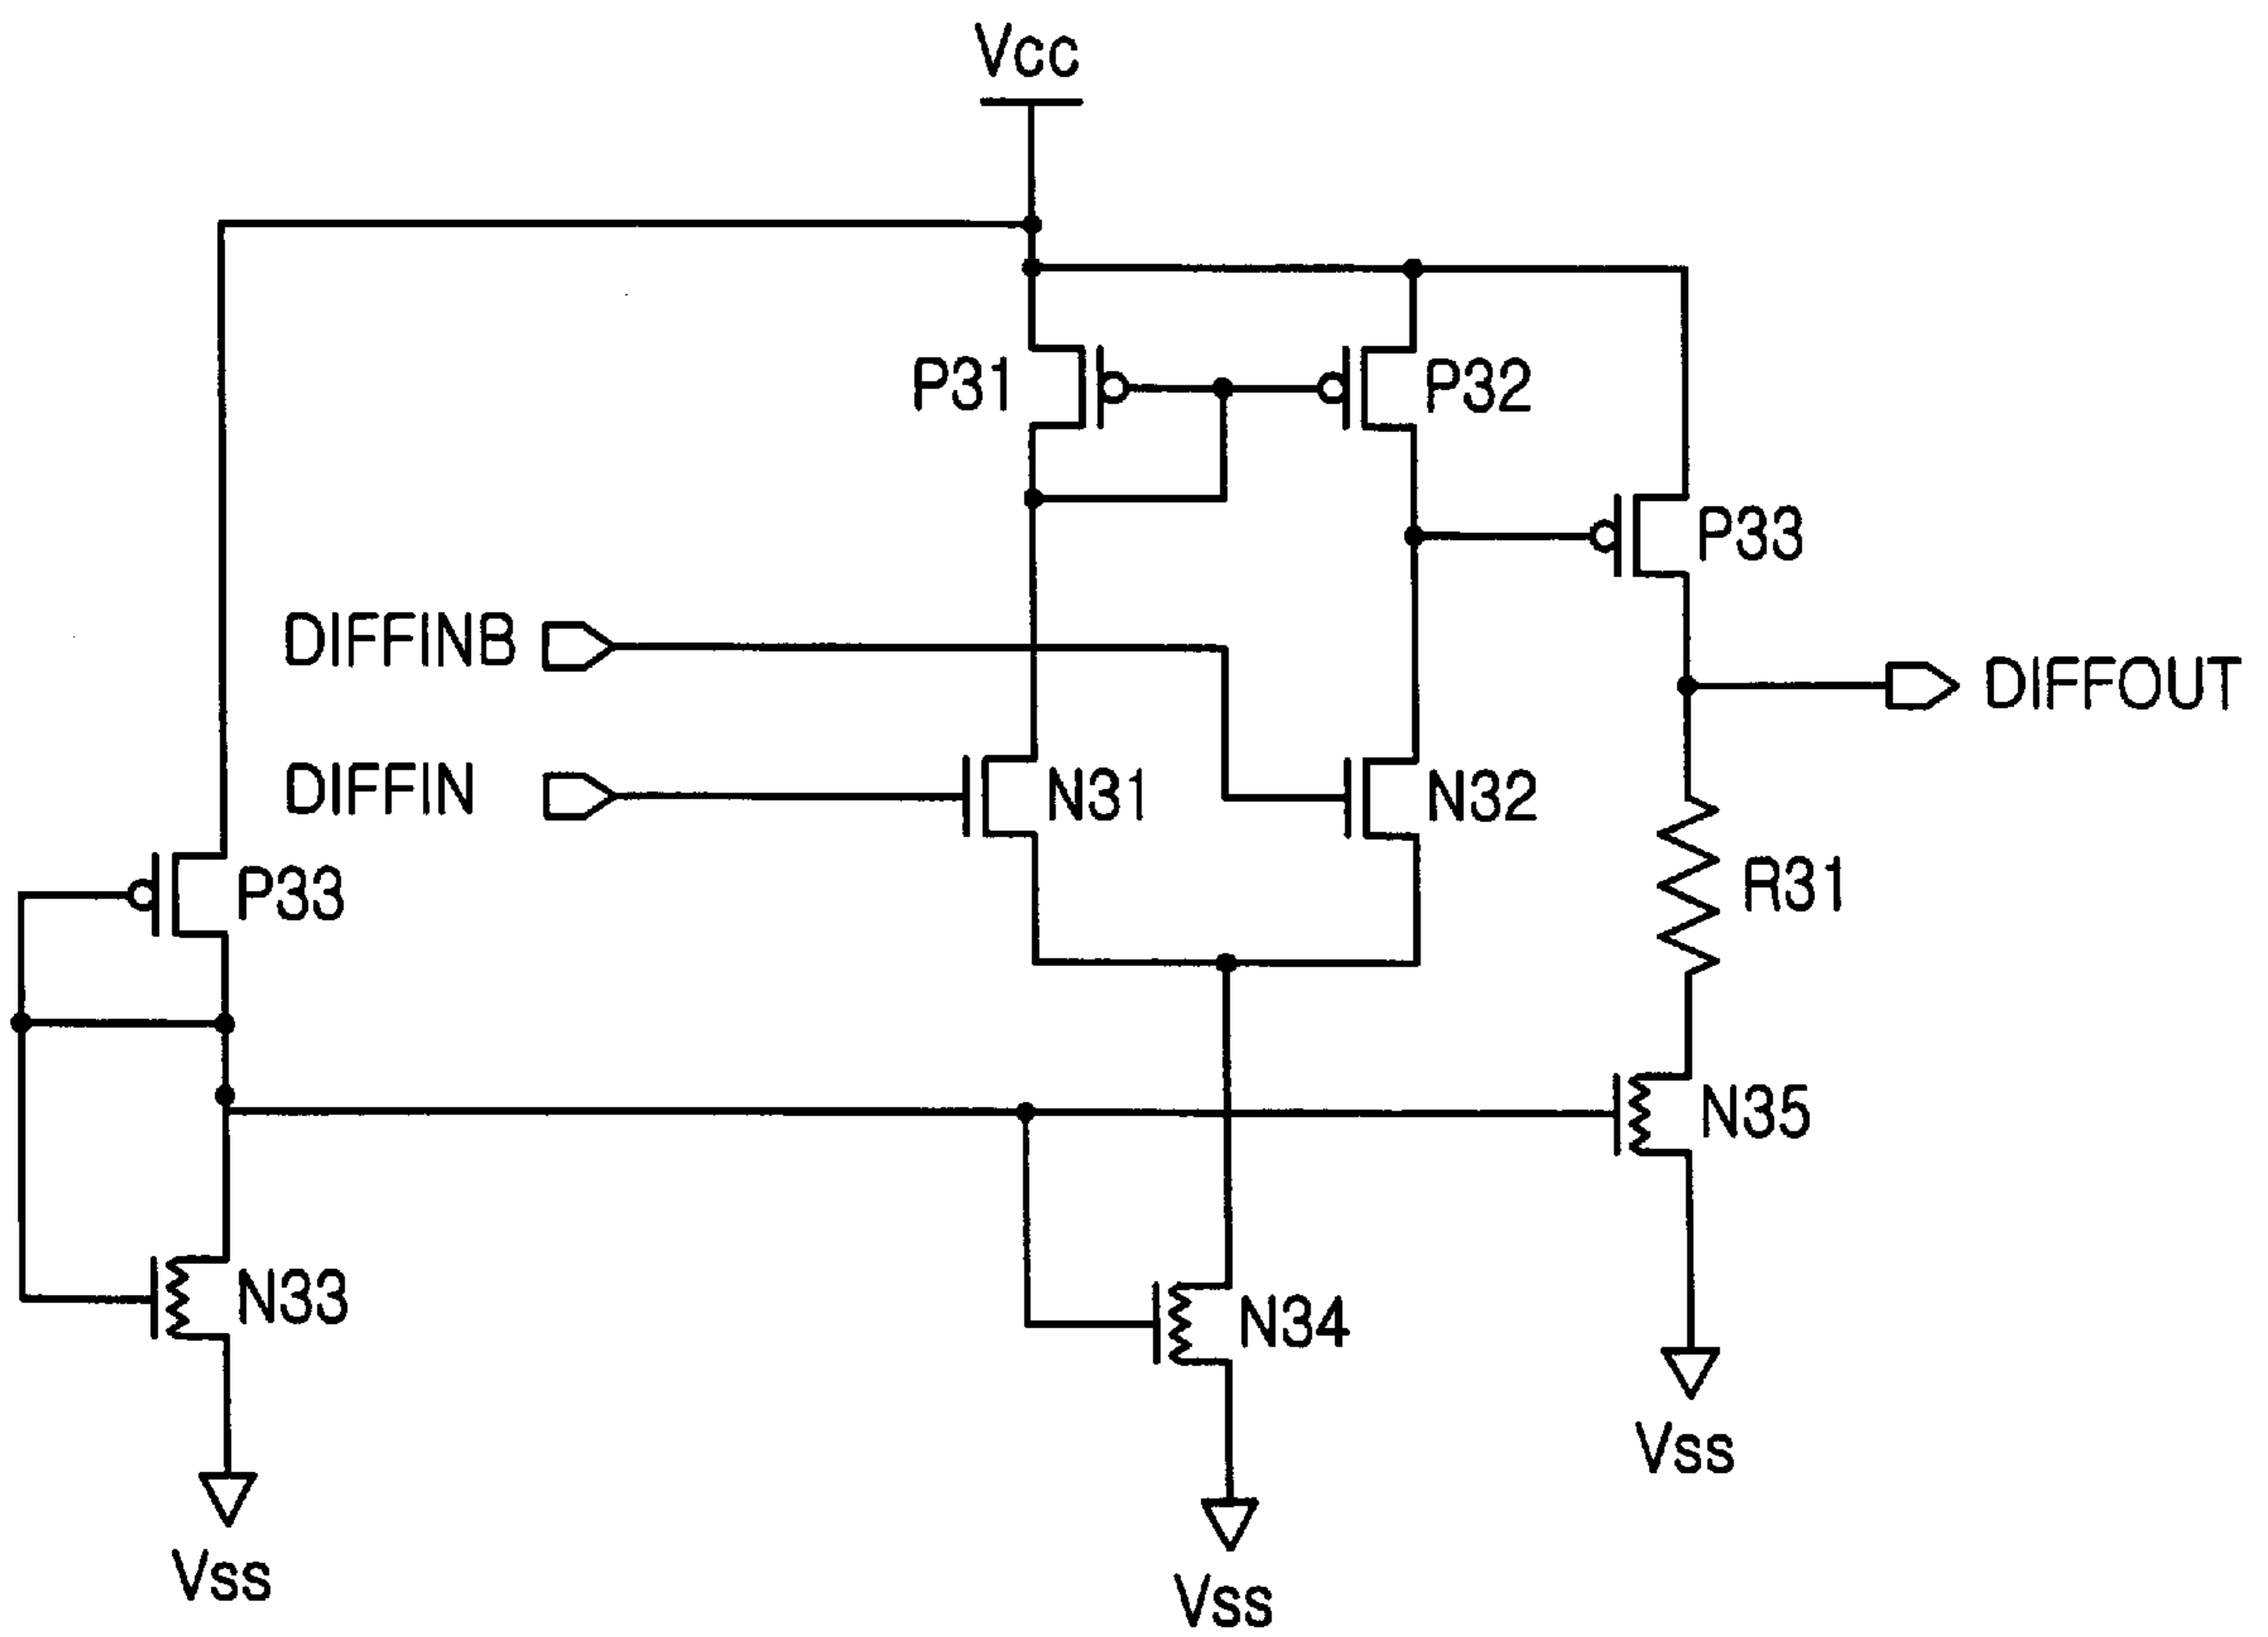 Vcc
P31
P32
P33
DIFFINB
DIFFOUT
DIFFIN
N31
N32
P33
R31
N35
N33
N34
Vss
Vss
Vss